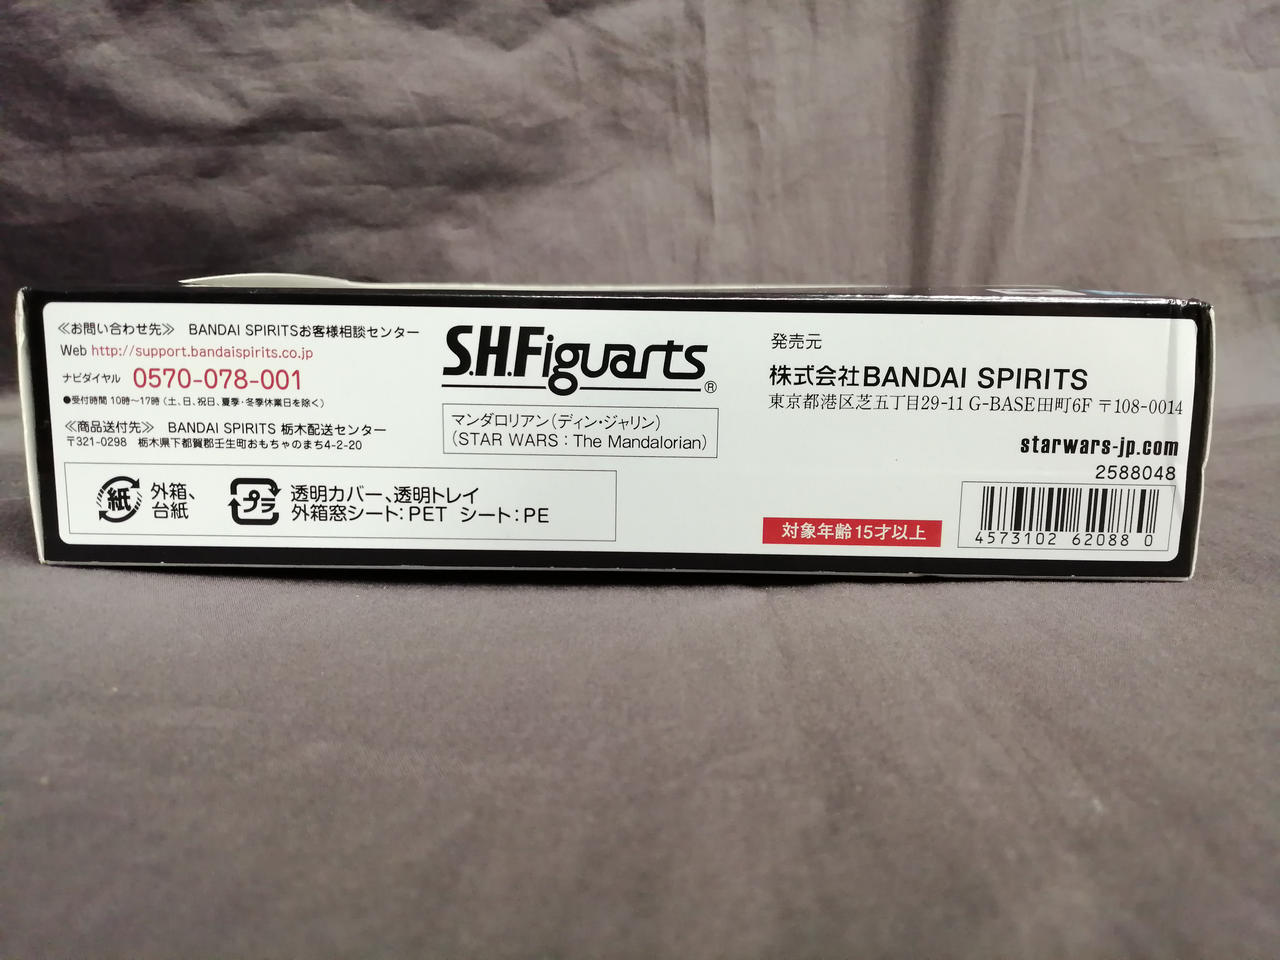 ≪お問い合わせ先≫ BANDAI SPIRITSお客様相談センター
Web http://support.bandaispirits.co.jp
ナビダイヤル 0570-078-001
●受付時間 10時〜17時(土、日、祝日、夏季・冬季休業日を除く)
≪商品送付先≫ BANDAI SPIRITS 栃木配送センター
〒321-0298 栃木県下都賀郡壬生町おもちゃのまち4-2-20
紙 外箱、
台紙
プラ 透明カバー、透明トレイ
外箱窓シート:PET シート:PE
S.H.Figuarts®
マンダロリアン(ディン・ジャリン)
(STAR WARS : The Mandalorian)
発売元
株式会社BANDAI SPIRITS
東京都港区芝五丁目29-11 G-BASE田町6F 〒108-0014
starwars-jp.com
2588048
対象年齢15才以上
4573102 62088 0